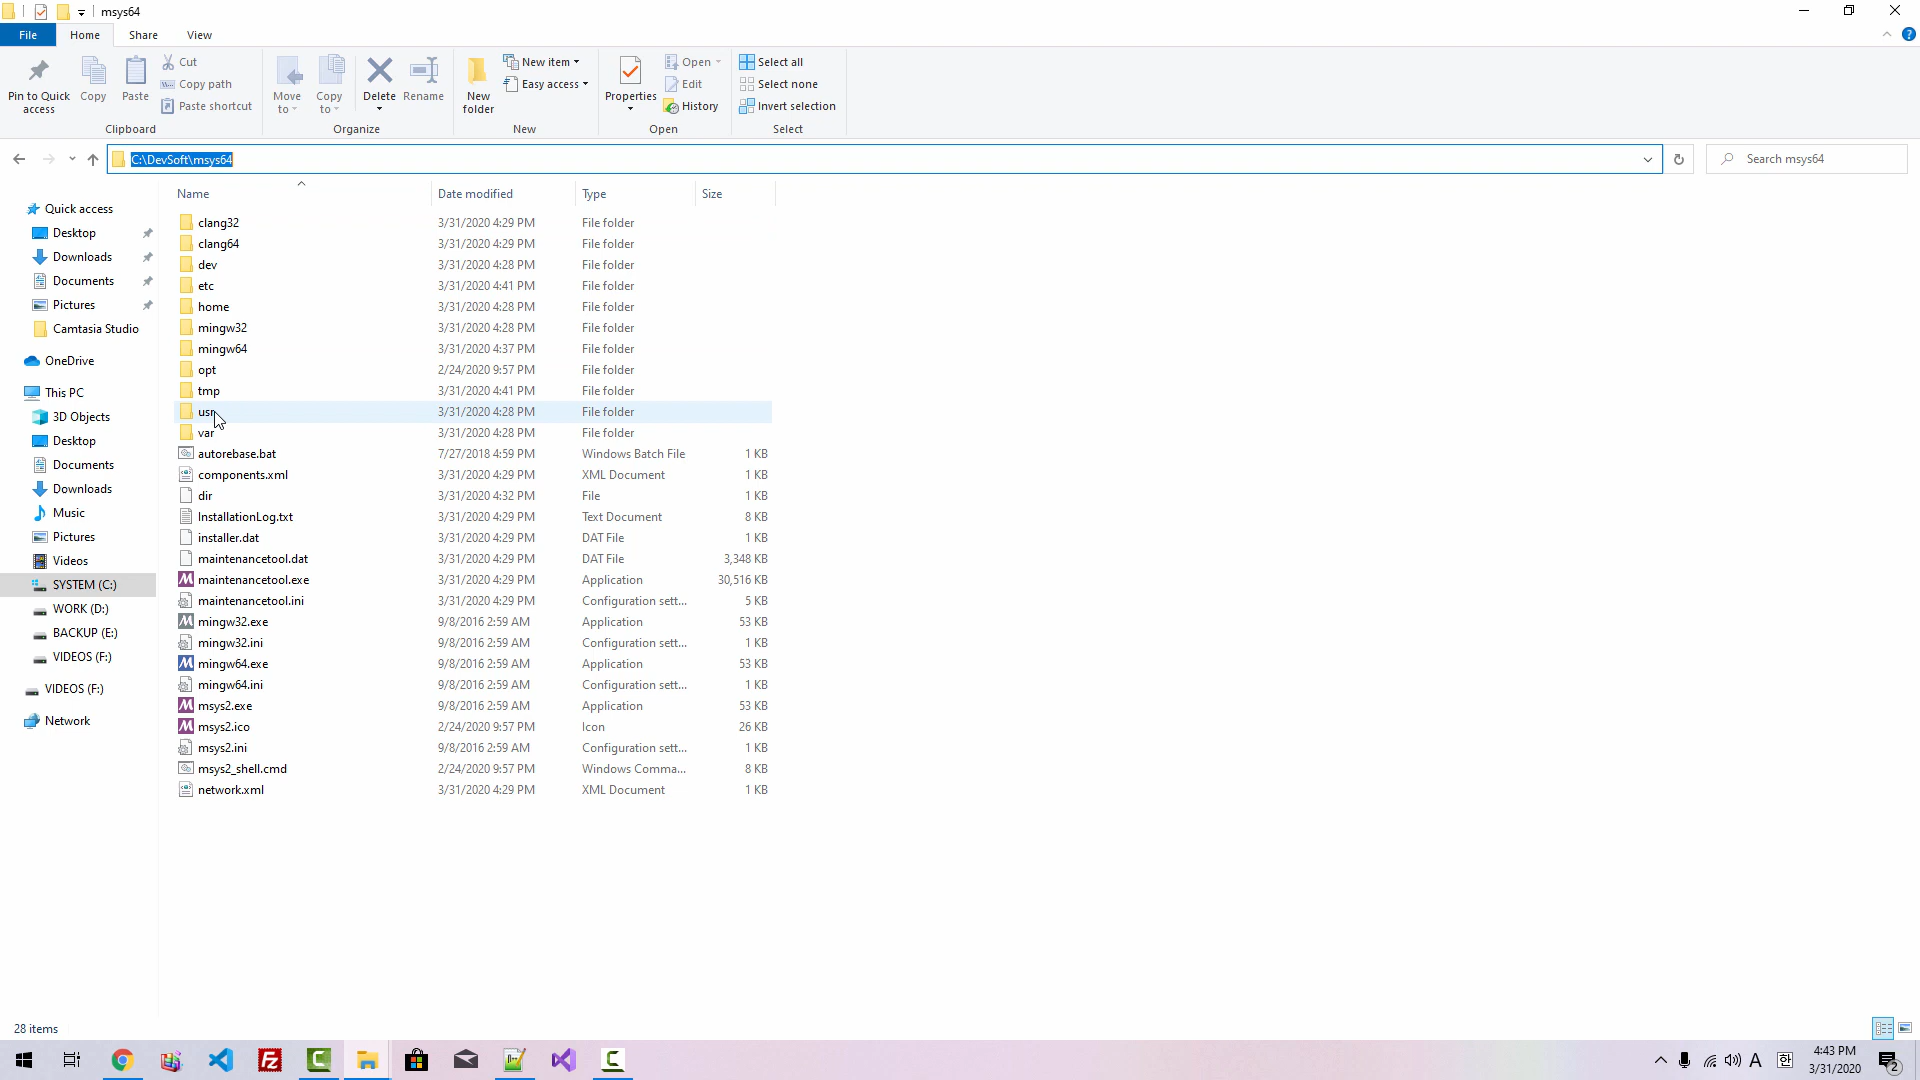 msys64
File
Home
Share
View
Pin to Quick access
Copy
Paste
Cut
Copy path
Paste shortcut
Clipboard
Move to
Copy to
Delete
Rename
Organize
New folder
New item
Easy access
New
Properties
Open
Edit
History
Open
Select all
Select none
Invert selection
Select
C:\DevSoft\msys64
Search msys64
Quick access
Desktop
Downloads
Documents
Pictures
Camtasia Studio
OneDrive
This PC
3D Objects
Desktop
Documents
Downloads
Music
Pictures
Videos
SYSTEM (C:)
WORK (D:)
BACKUP (E:)
VIDEOS (F:)
VIDEOS (F:)
Network
Name Date modified Type Size
clang32 3/31/2020 4:29 PM File folder
clang64 3/31/2020 4:29 PM File folder
dev 3/31/2020 4:28 PM File folder
etc 3/31/2020 4:41 PM File folder
home 3/31/2020 4:28 PM File folder
mingw32 3/31/2020 4:28 PM File folder
mingw64 3/31/2020 4:37 PM File folder
opt 2/24/2020 9:57 PM File folder
tmp 3/31/2020 4:41 PM File folder
usr 3/31/2020 4:28 PM File folder
var 3/31/2020 4:28 PM File folder
autorebase.bat 7/27/2018 4:59 PM Windows Batch File 1 KB
components.xml 3/31/2020 4:29 PM XML Document 1 KB
dir 3/31/2020 4:32 PM File 1 KB
InstallationLog.txt 3/31/2020 4:29 PM Text Document 8 KB
installer.dat 3/31/2020 4:29 PM DAT File 1 KB
maintenancetool.dat 3/31/2020 4:29 PM DAT File 3,348 KB
maintenancetool.exe 3/31/2020 4:29 PM Application 30,516 KB
maintenancetool.ini 3/31/2020 4:29 PM Configuration sett... 5 KB
mingw32.exe 9/8/2016 2:59 AM Application 53 KB
mingw32.ini 9/8/2016 2:59 AM Configuration sett... 1 KB
mingw64.exe 9/8/2016 2:59 AM Application 53 KB
mingw64.ini 9/8/2016 2:59 AM Configuration sett... 1 KB
msys2.exe 9/8/2016 2:59 AM Application 53 KB
msys2.ico 2/24/2020 9:57 PM Icon 26 KB
msys2.ini 9/8/2016 2:59 AM Configuration sett... 1 KB
msys2_shell.cmd 2/24/2020 9:57 PM Windows Comma... 8 KB
network.xml 3/31/2020 4:29 PM XML Document 1 KB
28 items
A
한
4:43 PM
3/31/2020
2